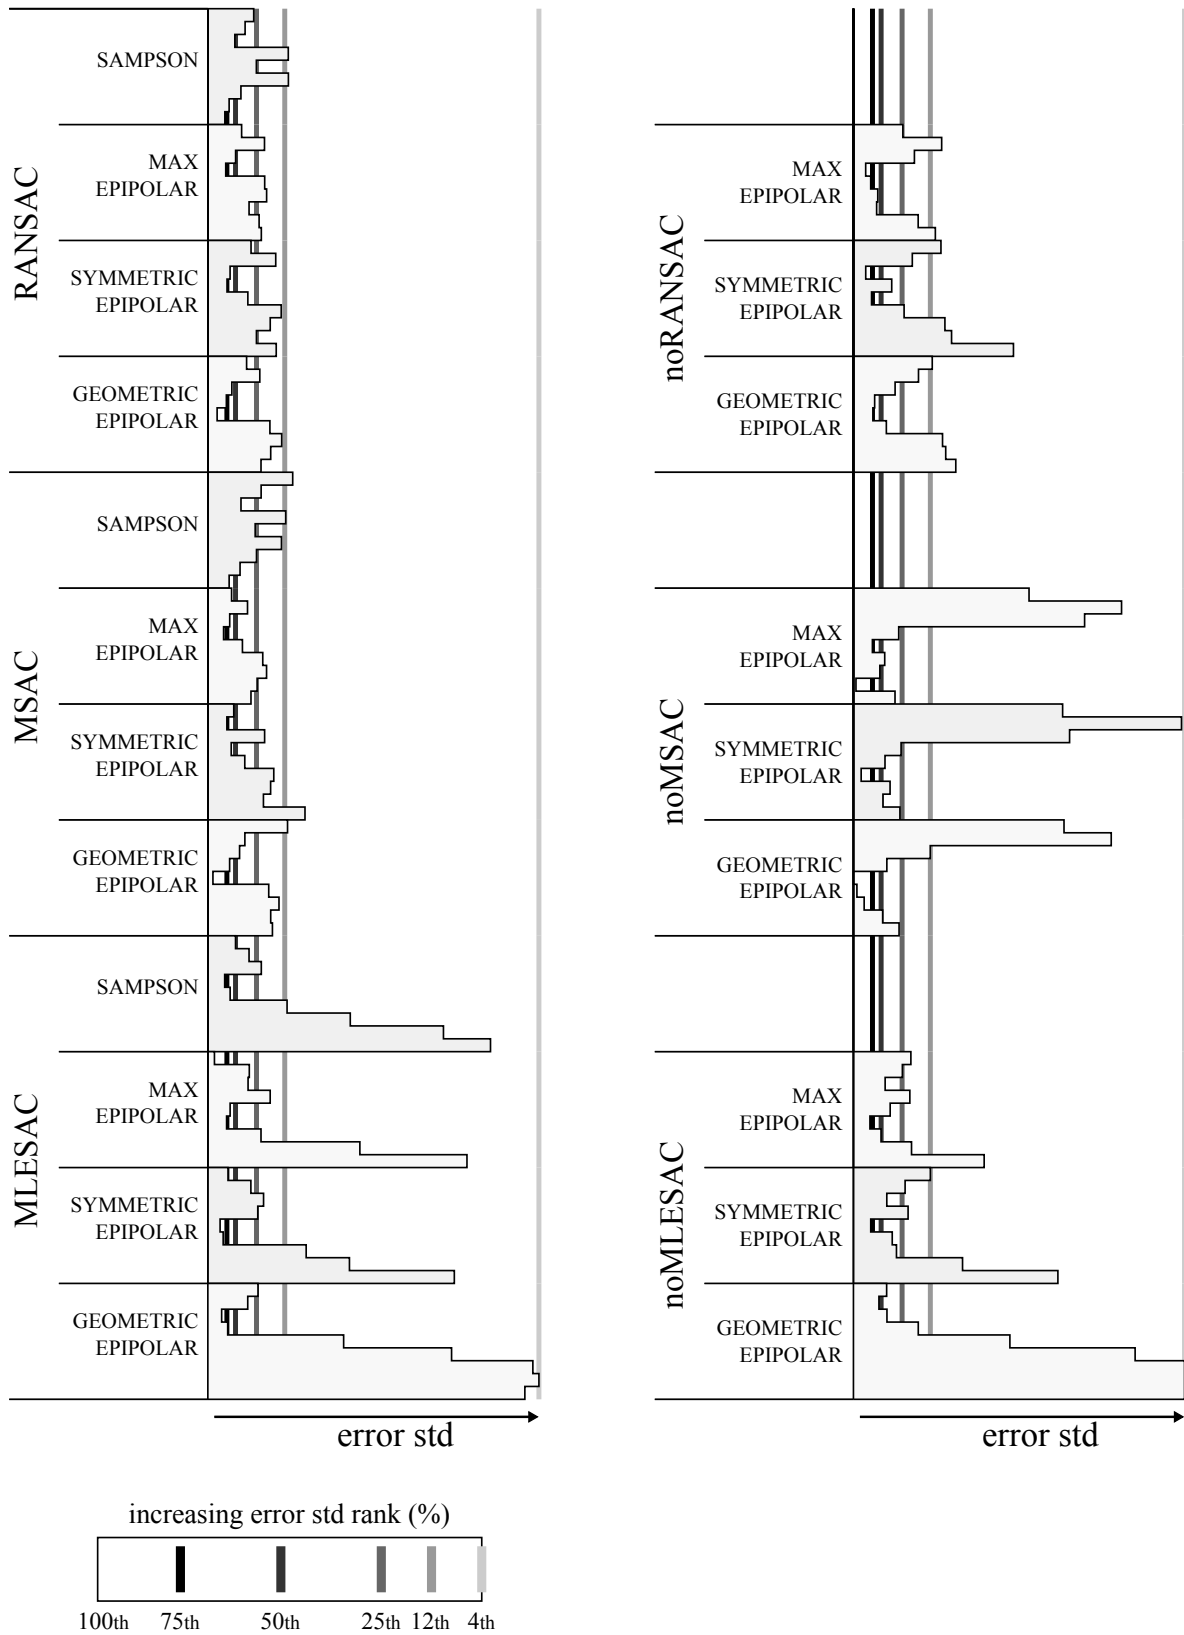 RANSAC
SAMPSON
MAX
EPIPOLAR
SYMMETRIC
EPIPOLAR
GEOMETRIC
EPIPOLAR
MSAC
SAMPSON
MAX
EPIPOLAR
SYMMETRIC
EPIPOLAR
GEOMETRIC
EPIPOLAR
MLESAC
SAMPSON
MAX
EPIPOLAR
SYMMETRIC
EPIPOLAR
GEOMETRIC
EPIPOLAR
error std
noRANSAC
MAX
EPIPOLAR
SYMMETRIC
EPIPOLAR
GEOMETRIC
EPIPOLAR
noMSAC
MAX
EPIPOLAR
SYMMETRIC
EPIPOLAR
GEOMETRIC
EPIPOLAR
noMLESAC
MAX
EPIPOLAR
SYMMETRIC
EPIPOLAR
GEOMETRIC
EPIPOLAR
error std
increasing error std rank (%)
100th 75th 50th 25th 12th 4th